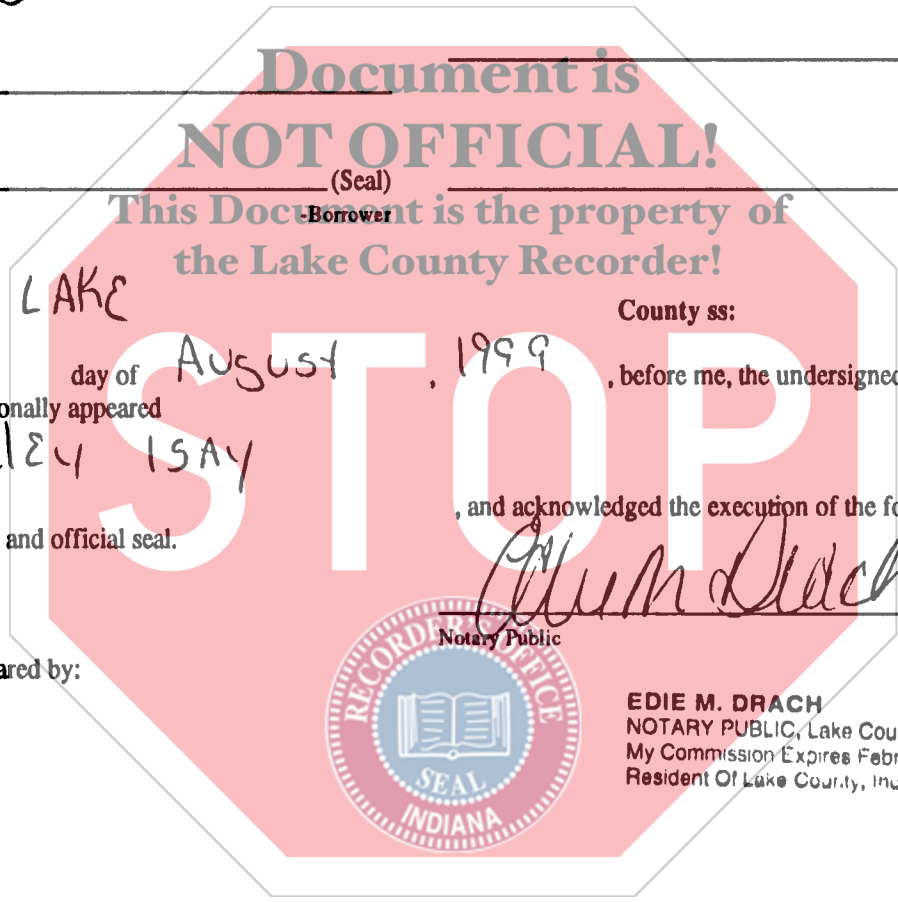 Document is
NOT OFFICIAL!
(Seal)
-Borrower
This Document is the property of
the Lake County Recorder!
LAKE
County ss:
day of August , 1999 , before me, the undersigned
onally appeared
ISAY
STOP
, and acknowledged the execution of the fo
and official seal.
Notary Public
ared by:
RECORDER'S OFFICE
SEAL
INDIANA
EDIE M. DRACH
NOTARY PUBLIC, Lake Cou
My Commission Expires Febr
Resident Of Lake County, Ind